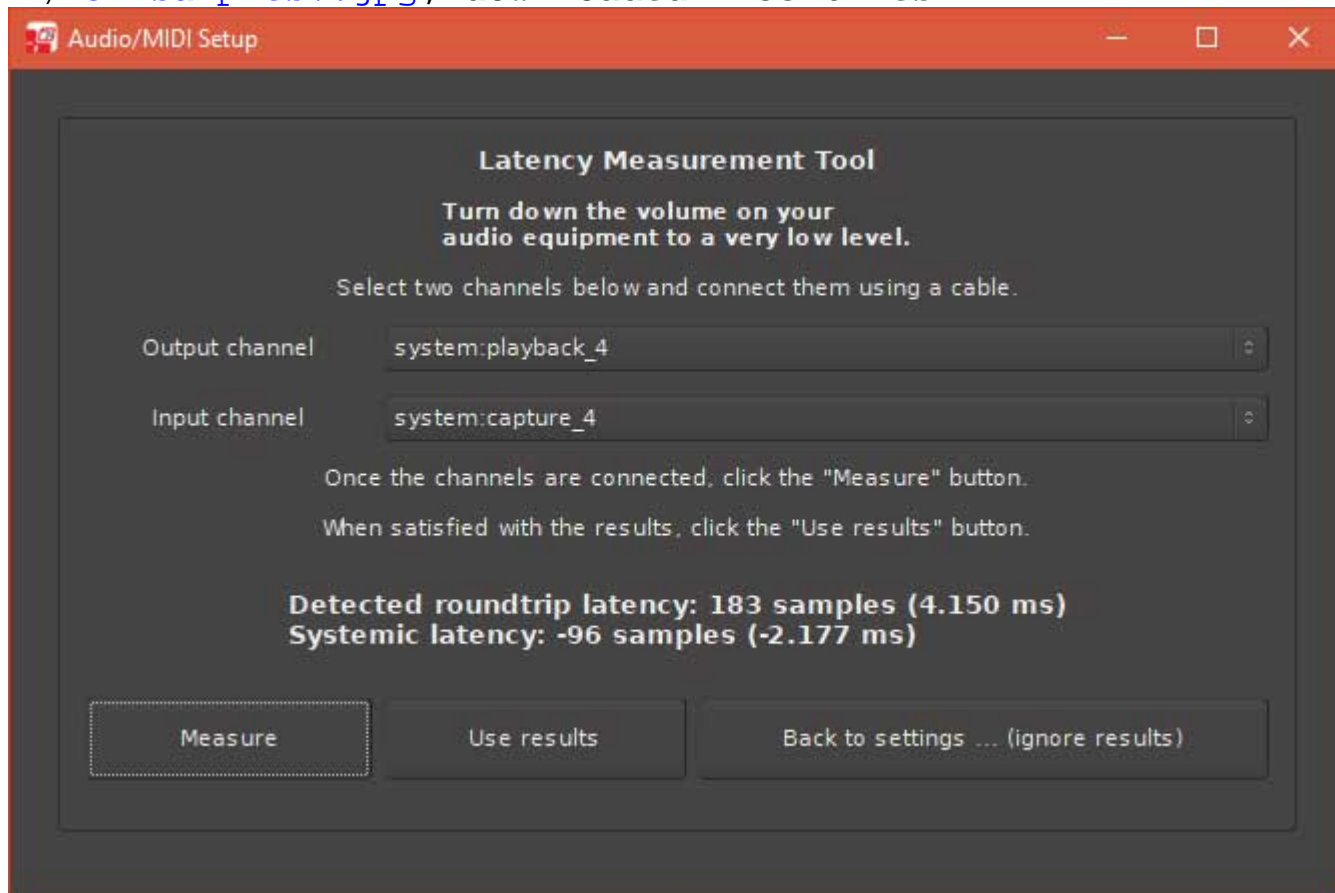 Audio/MIDI Setup
Latency Measurement Tool
Turn down the volume on your
audio equipment to a very low level.
Select two channels below and connect them using a cable.
Output channel system:playback_4
Input channel system:capture_4
Once the channels are connected, click the "Measure" button.
When satisfied with the results, click the "Use results" button.
Detected roundtrip latency: 183 samples (4.150 ms)
Systemic latency: -96 samples (-2.177 ms)
Measure Use results Back to settings ... (ignore results)